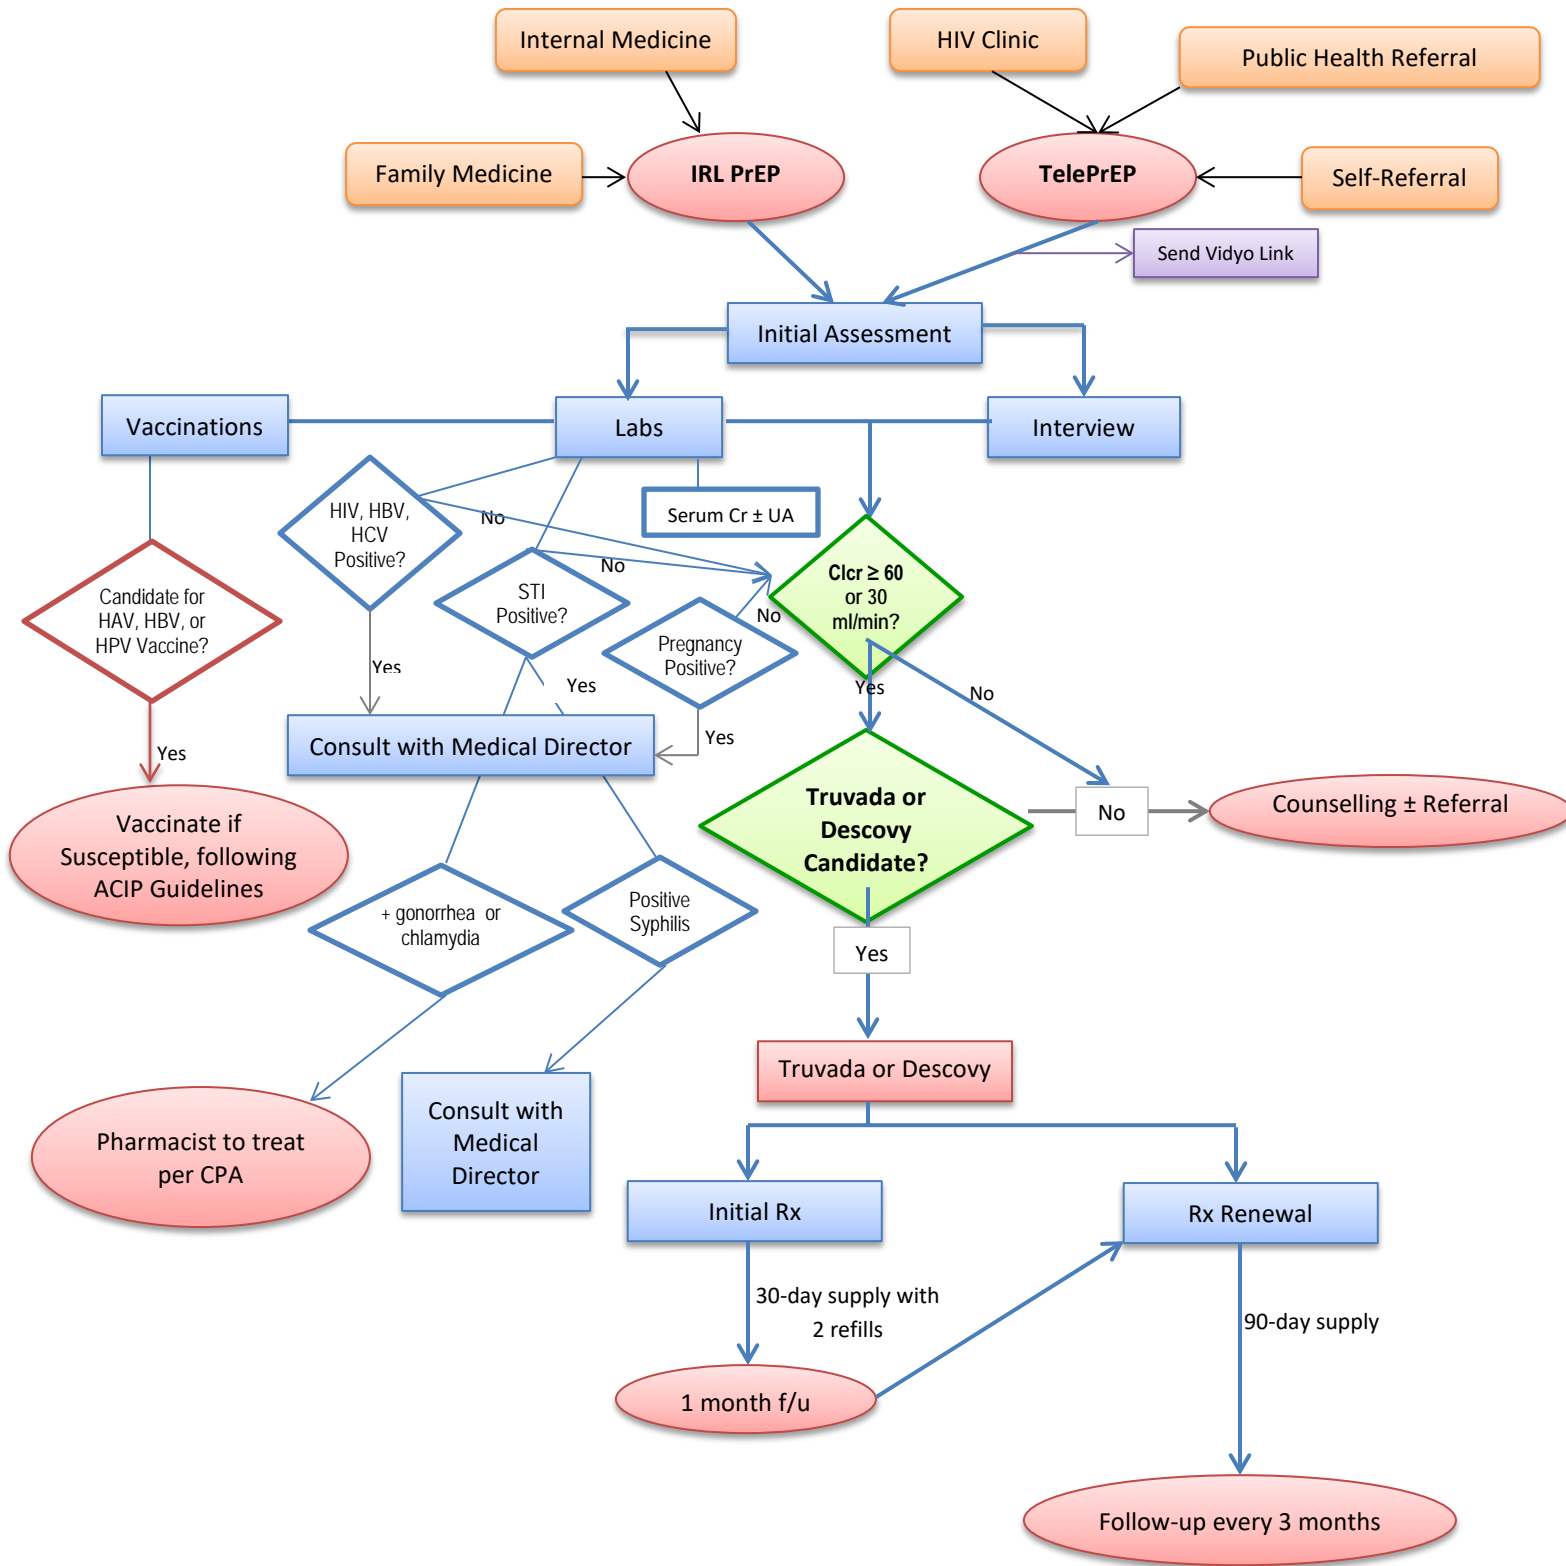 Internal Medicine
HIV Clinic
Public Health Referral
Family Medicine
IRL PrEP
TelePrEP
Self-Referral
Send Vidyo Link
Initial Assessment
Vaccinations
Labs
Interview
HIV, HBV,
HCV
Positive?
No
Serum Cr ± UA
Candidate for
HAV, HBV, or
HPV Vaccine?
STI
Positive?
No
Clcr ≥ 60
or 30
ml/min?
No
Pregnancy
Positive?
Yes
Yes
Yes
No
Consult with Medical Director
Yes
Yes
Vaccinate if
Susceptible, following
ACIP Guidelines
Truvada or
Descovy
Candidate?
No
Counselling ± Referral
+ gonorrhea or
chlamydia
Positive
Syphilis
Yes
Truvada or Descovy
Pharmacist to treat
per CPA
Consult with
Medical
Director
Initial Rx
Rx Renewal
30-day supply with
2 refills
90-day supply
1 month f/u
Follow-up every 3 months